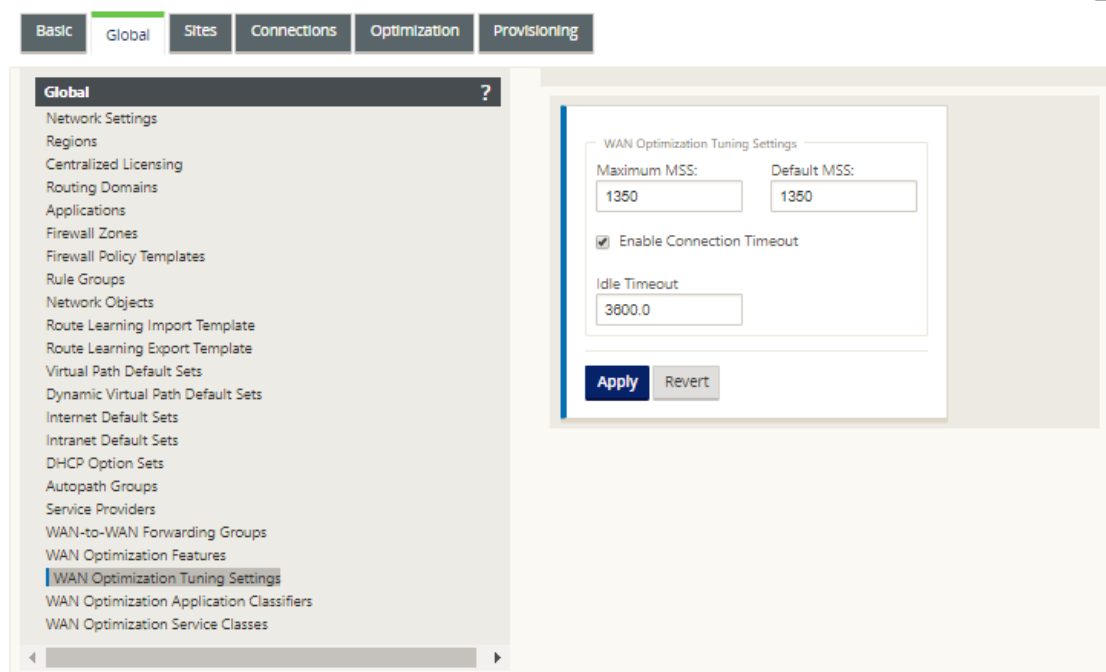 Basic Global Sites Connections Optimization Provisioning
Global ?
Network Settings
Regions
Centralized Licensing
Routing Domains
Applications
Firewall Zones
Firewall Policy Templates
Rule Groups
Network Objects
Route Learning Import Template
Route Learning Export Template
Virtual Path Default Sets
Dynamic Virtual Path Default Sets
Internet Default Sets
Intranet Default Sets
DHCP Option Sets
Autopath Groups
Service Providers
WAN-to-WAN Forwarding Groups
WAN Optimization Features
WAN Optimization Tuning Settings
WAN Optimization Application Classifiers
WAN Optimization Service Classes
WAN Optimization Tuning Settings
Maximum MSS: Default MSS:
1350 1350
Enable Connection Timeout
Idle Timeout
3600.0
Apply Revert